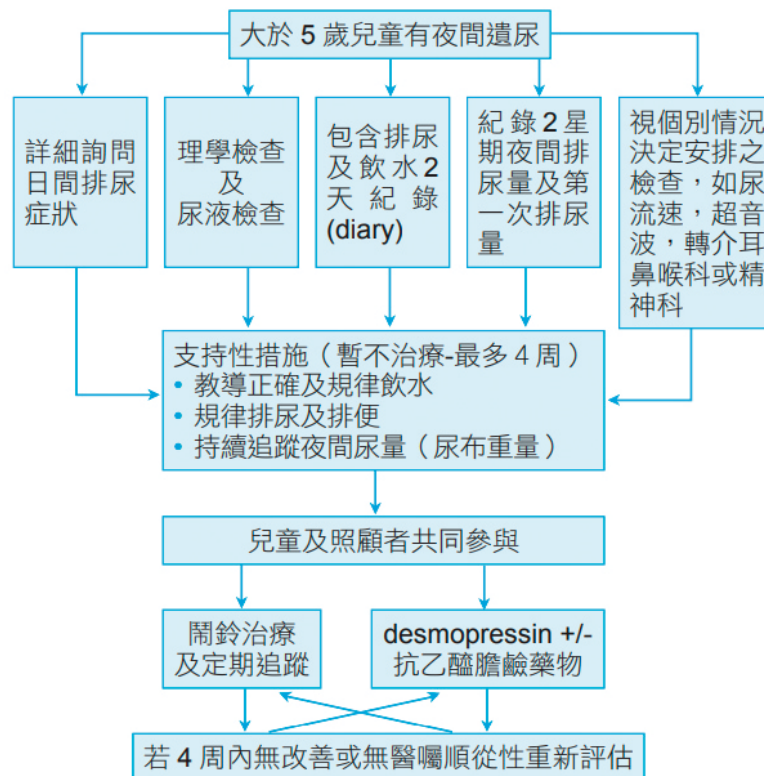 大於 5 歲兒童有夜間遺尿
詳細詢問
日間排尿
症狀
理學檢查
及
尿液檢查
包含排尿
及飲水2
天紀錄
(diary)
紀錄2星
期夜間排
尿量及第
一次排尿
量
視個別情況
決定安排之
檢查，如尿
流速，超音
波，轉介耳
鼻喉科或精
神科
支持性措施（暫不治療-最多 4 周）
• 教導正確及規律飲水
• 規律排尿及排便
• 持續追蹤夜間尿量（尿布重量）
兒童及照顧者共同參與
鬧鈴治療
及定期追蹤
desmopressin +/-
抗乙醯膽鹼藥物
若 4 周內無改善或無醫囑順從性重新評估